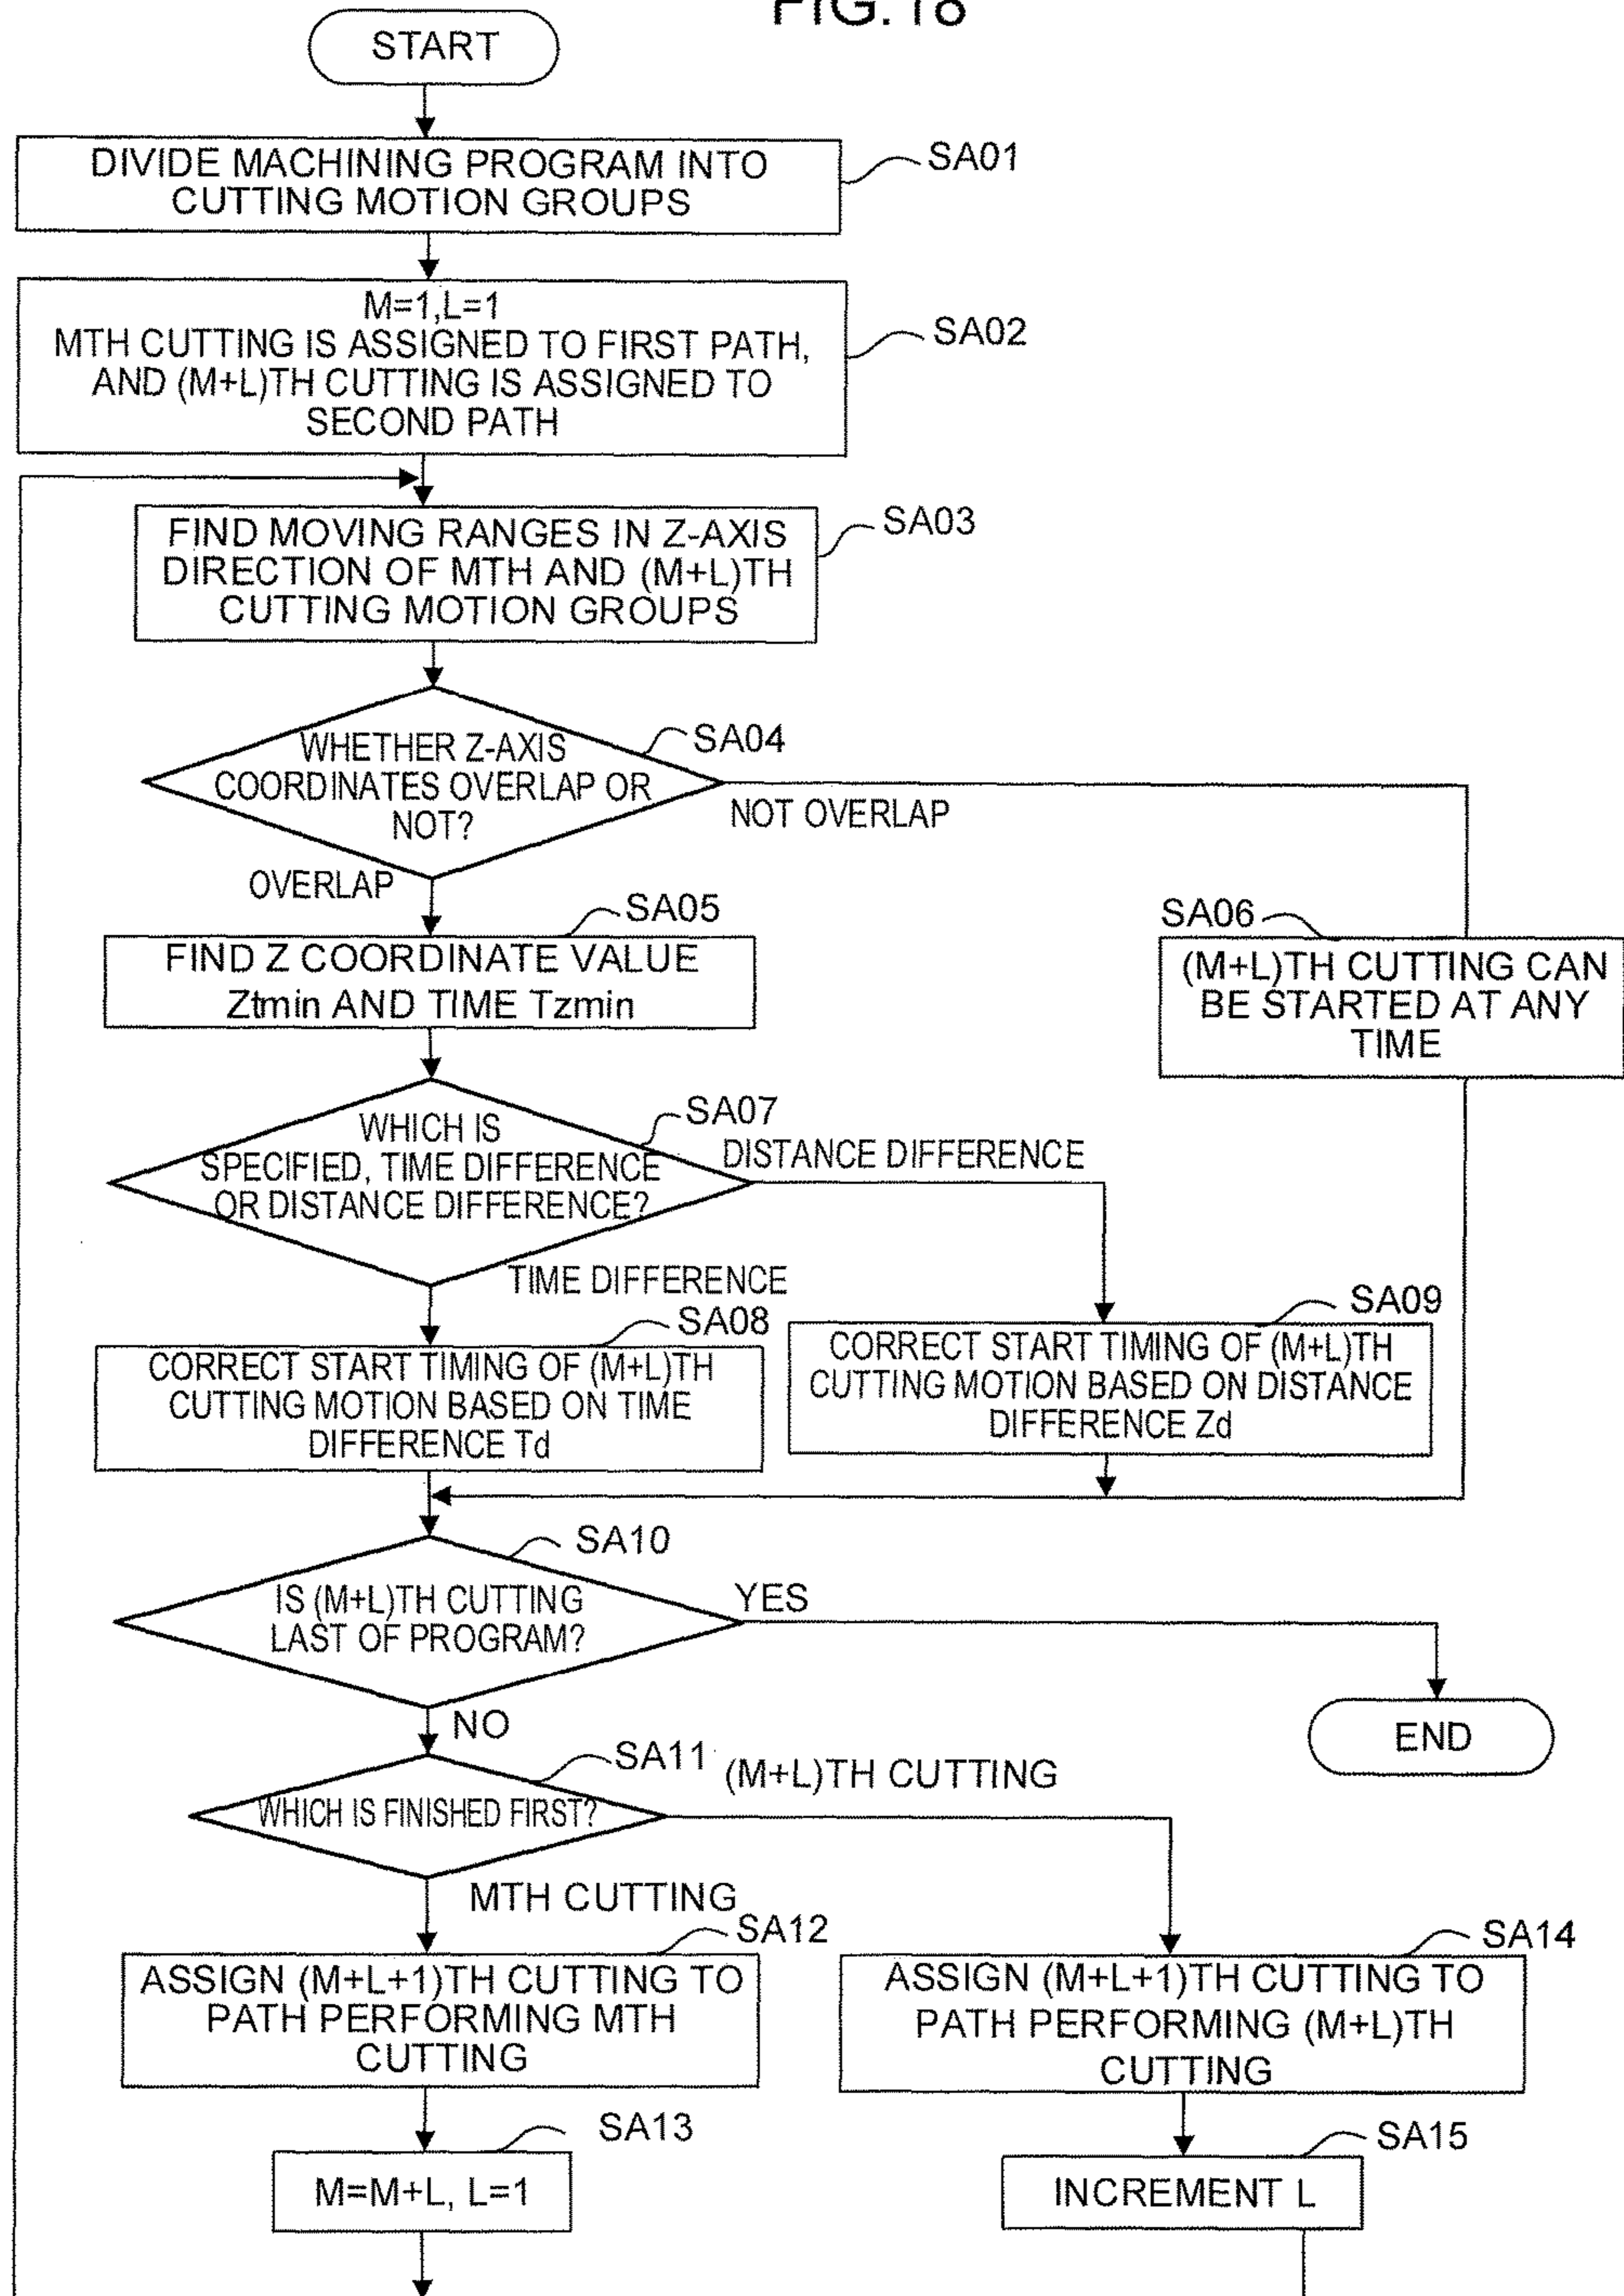 FIG. 18
START
DIVIDE MACHINING PROGRAM INTO
CUTTING MOTION GROUPS
SA01
M=1,L=1
MTH CUTTING IS ASSIGNED TO FIRST PATH,
AND (M+L)TH CUTTING IS ASSIGNED TO
SECOND PATH
SA02
FIND MOVING RANGES IN Z-AXIS
DIRECTION OF MTH AND (M+L)TH
CUTTING MOTION GROUPS
SA03
WHETHER Z-AXIS
COORDINATES OVERLAP OR
NOT?
SA04
NOT OVERLAP
OVERLAP
SA05
FIND Z COORDINATE VALUE
Ztmin AND TIME Tzmin
SA06
(M+L)TH CUTTING CAN
BE STARTED AT ANY
TIME
WHICH IS
SPECIFIED, TIME DIFFERENCE
OR DISTANCE DIFFERENCE?
SA07
DISTANCE DIFFERENCE
TIME DIFFERENCE
SA08
CORRECT START TIMING OF (M+L)TH
CUTTING MOTION BASED ON TIME
DIFFERENCE Td
SA09
CORRECT START TIMING OF (M+L)TH
CUTTING MOTION BASED ON DISTANCE
DIFFERENCE Zd
SA10
IS (M+L)TH CUTTING
LAST OF PROGRAM?
YES
END
NO
SA11
(M+L)TH CUTTING
WHICH IS FINISHED FIRST?
MTH CUTTING
SA12
ASSIGN (M+L+1)TH CUTTING TO
PATH PERFORMING MTH
CUTTING
SA14
ASSIGN (M+L+1)TH CUTTING TO
PATH PERFORMING (M+L)TH
CUTTING
SA13
M=M+L, L=1
SA15
INCREMENT L